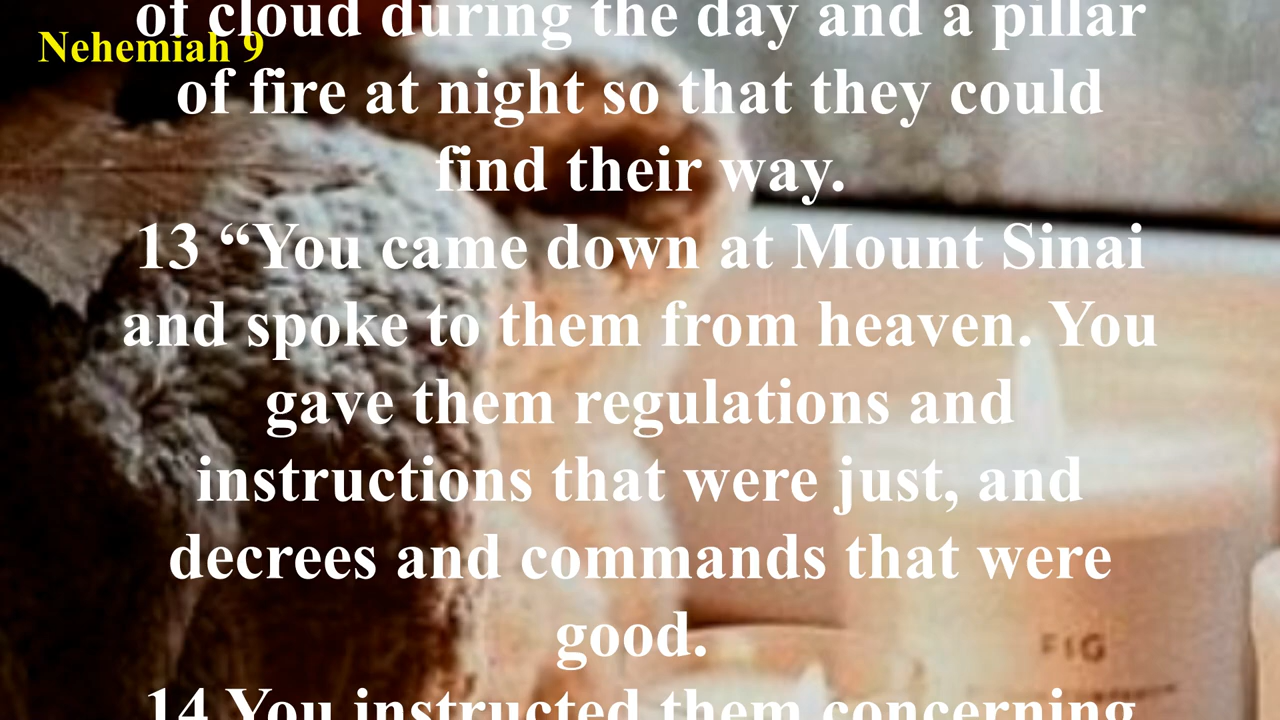 of cloud during the day and a pillar
Nehemiah 9
of fire at night so that they could
find their way.
13 “You came down at Mount Sinai
and spoke to them from heaven. You
gave them regulations and
instructions that were just, and
decrees and commands that were
good.
FIG
14 You instructed them concerning